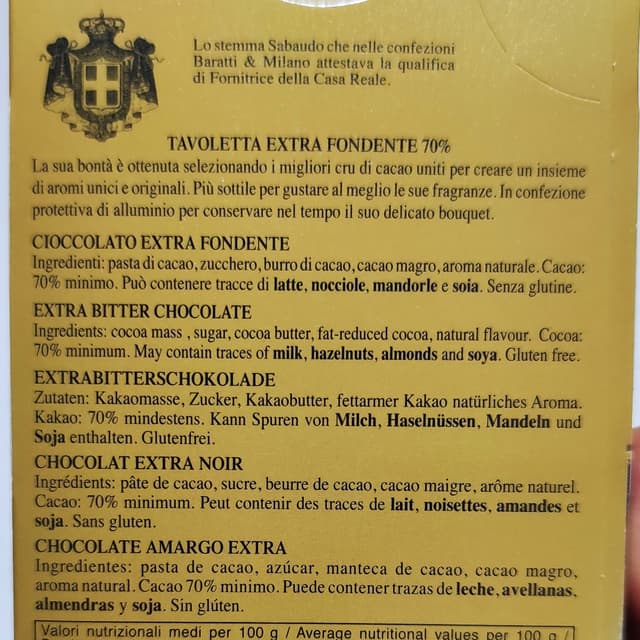 Lo stemma Sabaudo che nelle confezioni
Baratti & Milano attestava la qualifica
di Fornitrice della Casa Reale.
TAVOLETTA EXTRA FONDENTE 70%
La sua bontà è ottenuta selezionando i migliori cru di cacao uniti per creare un insieme
di aromi unici e originali. Più sottile per gustare al meglio le sue fragranze. In confezione
protettiva di alluminio per conservare nel tempo il suo delicato bouquet.
CIOCCOLATO EXTRA FONDENTE
Ingredienti: pasta di cacao, zucchero, burro di cacao, cacao magro, aroma naturale. Cacao:
70% minimo. Può contenere tracce di latte, nocciole, mandorle e soia. Senza glutine.
EXTRA BITTER CHOCOLATE
Ingredients: cocoa mass , sugar, cocoa butter, fat-reduced cocoa, natural flavour. Cocoa:
70% minimum. May contain traces of milk, hazelnuts, almonds and soya. Gluten free.
EXTRABITTERSCHOKOLADE
Zutaten: Kakaomasse, Zucker, Kakaobutter, fettarmer Kakao natürliches Aroma.
Kakao: 70% mindestens. Kann Spuren von Milch, Haselnüssen, Mandeln und
Soja enthalten. Glutenfrei.
CHOCOLAT EXTRA NOIR
Ingrédients: pâte de cacao, sucre, beurre de cacao, cacao maigre, arôme naturel.
Cacao: 70% minimum. Peut contenir des traces de lait, noisettes, amandes et
soja. Sans gluten.
CHOCOLATE AMARGO EXTRA
Ingredientes: pasta de cacao, azúcar, manteca de cacao, cacao magro,
aroma natural. Cacao 70% minimo. Puede contener trazas de leche, avellanas,
almendras y soja. Sin glúten.
Valori nutrizionali medi per 100 g / Average nutritional values per 100 g /